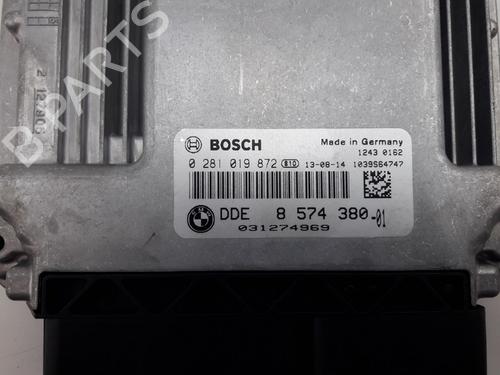 BOSCH
Made in Germany
1243 0162
0 281 019 872 E1D 13-08-14 1039S64747
DDE 8 574 380-01
031274969
B-PARTS